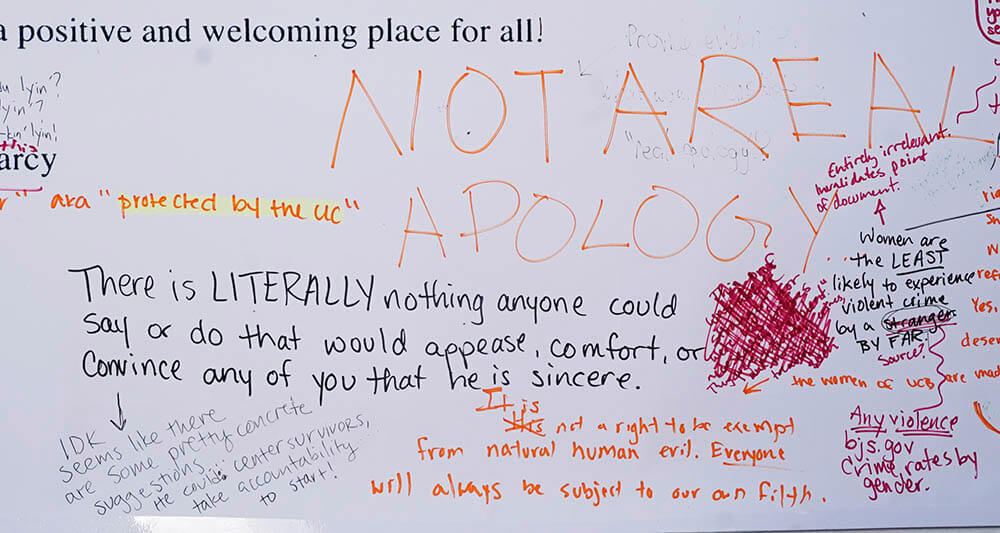 a positive and welcoming place for all!
lyin?
lyin'?
lyin!
this
arcy
NOT A REAL
APOLOGY
Provide evidence.
"real apology?
" aka "protected by the UC"
There is LITERALLY nothing anyone could
say or do that would appease, comfort, or
convince any of you that he is sincere.
IDK
seems like there
are some pretty concrete
suggestions...
He could: center survivors,
take accountability
to start!
It is
This not a right to be exempt
from natural human evil. Everyone
will always be subject to our own filth.
Entirely irrelevant.
invalidates point
of document.
Women are
the LEAST
likely to experience
violent crime
by a stranger
BY FAR.
source?
Any violence
bjs.gov
Crime rates by
gender.
Yes,
the women of UCB are mad